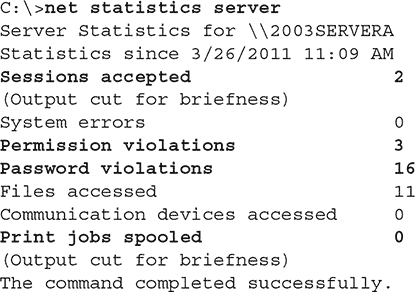 C:\>net statistics server
Server Statistics for \\2003SERVERA
Statistics since 3/26/2011 11:09 AM
Sessions accepted 2
(Output cut for briefness)
System errors 0
Permission violations 3
Password violations 16
Files accessed 11
Communication devices accessed 0
Print jobs spooled 0
(Output cut for briefness)
The command completed successfully.